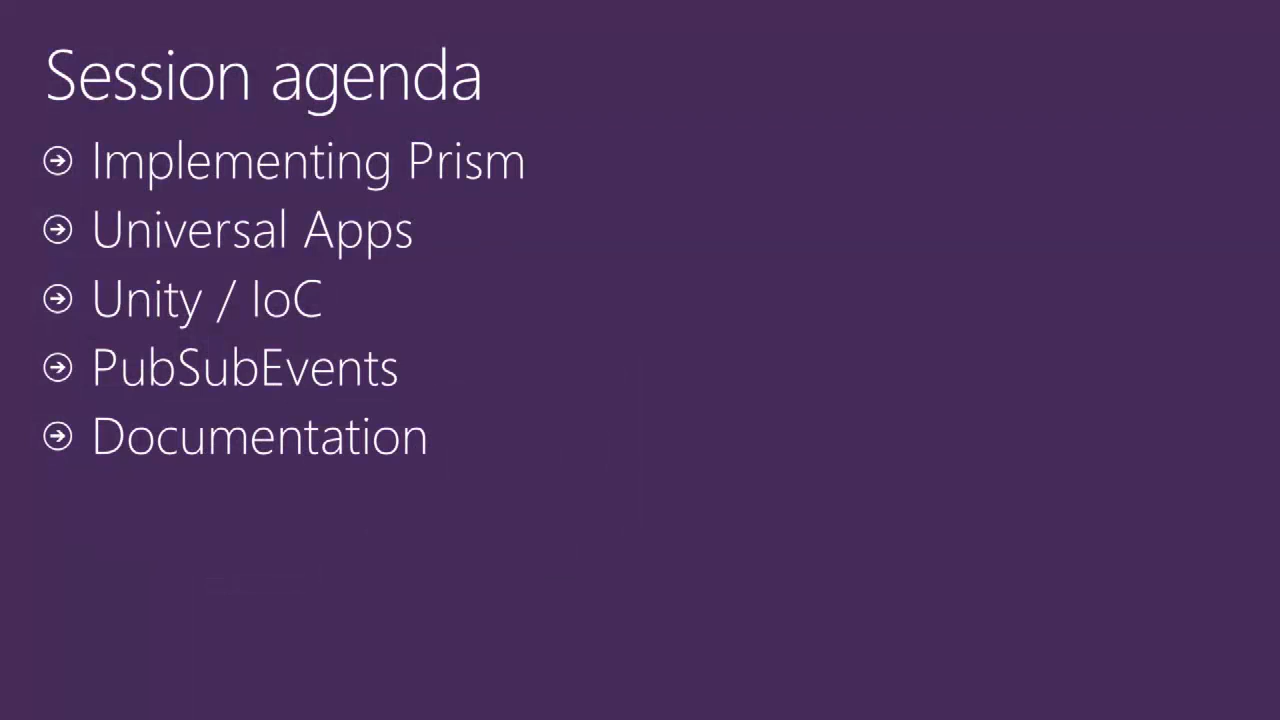 Session agenda
Implementing Prism
Universal Apps
Unity / IoC
PubSubEvents
Documentation